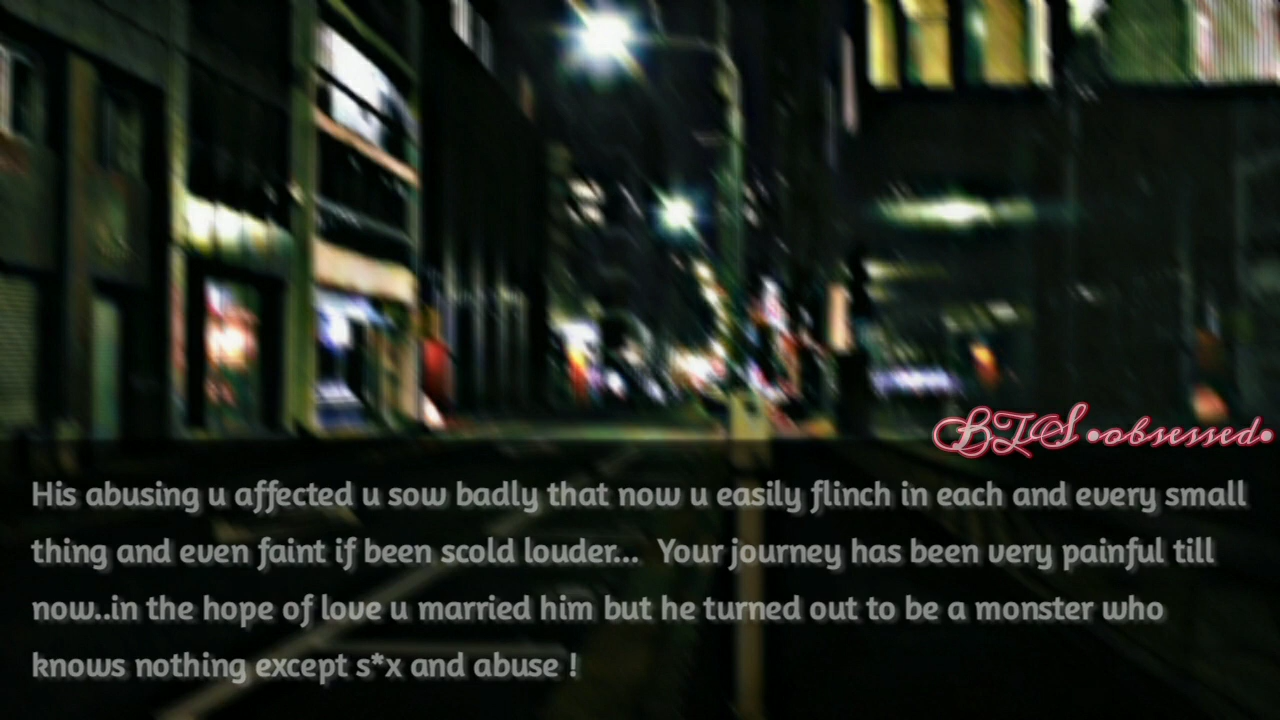 BTS •obsessed•
His abusing u affected u sow badly that now u easily flinch in each and every small
thing and even faint if been scold louder... Your journey has been very painful till
now..in the hope of love u married him but he turned out to be a monster who
knows nothing except s*x and abuse !